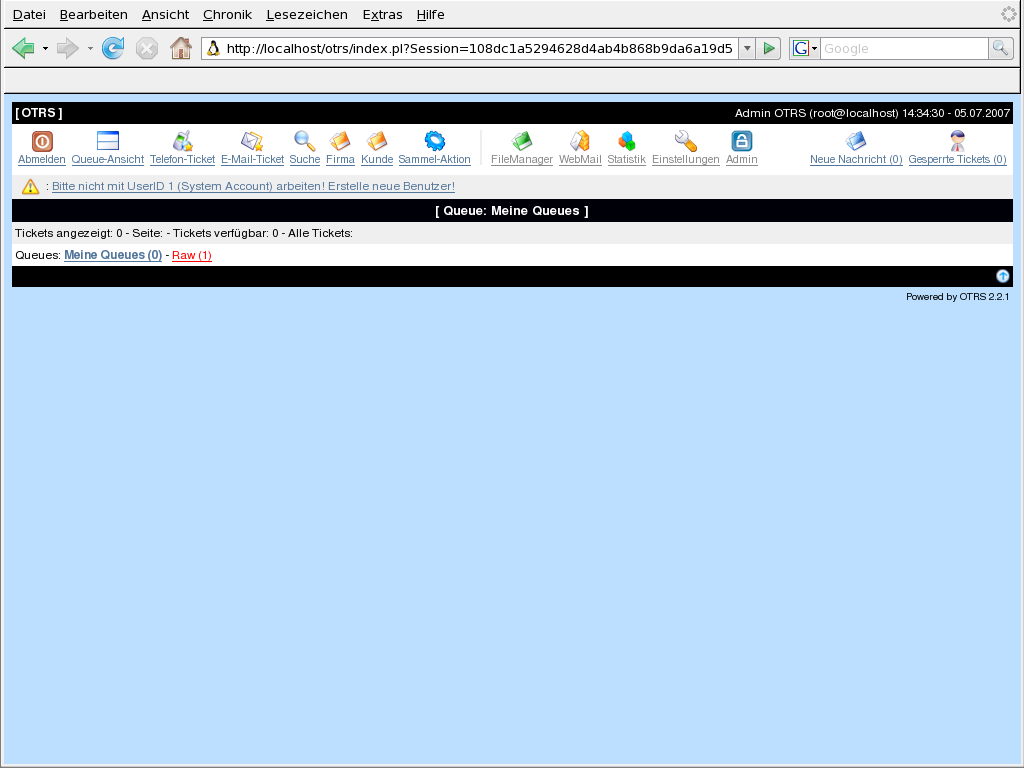 Datei Bearbeiten Ansicht Chronik Lesezeichen Extras Hilfe
http://localhost/otrs/index.pl?Session=108dc1a5294628d4ab4b868b9da6a19d5 G Google
[ OTRS ] Admin OTRS (root@localhost) 14:34:30 - 05.07.2007
Abmelden Queue-Ansicht Telefon-Ticket E-Mail-Ticket Suche Firma Kunde Sammel-Aktion FileManager WebMail Statistik Einstellungen Admin Neue Nachricht (0) Gesperrte Tickets (0)
: Bitte nicht mit UserID 1 (System Account) arbeiten! Erstelle neue Benutzer!
[ Queue: Meine Queues ]
Tickets angezeigt: 0 - Seite: - Tickets verfügbar: 0 - Alle Tickets:
Queues: Meine Queues (0) - Raw (1)
Powered by OTRS 2.2.1